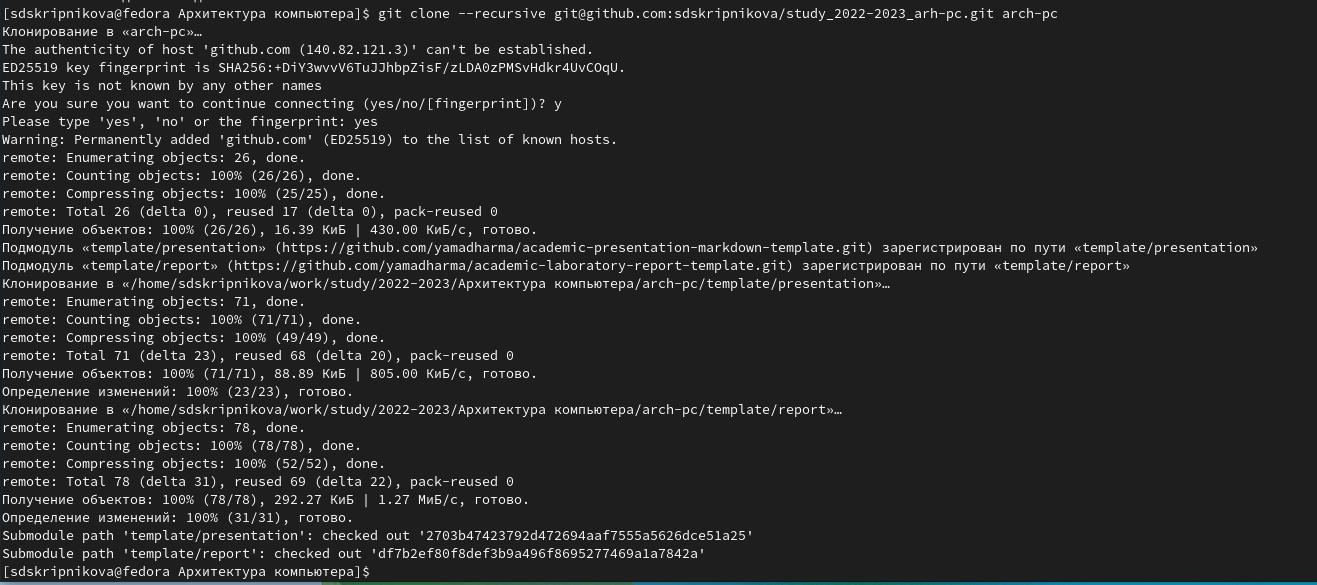 [sdskripnikova@fedora Архитектура компьютера]$ git clone --recursive git@github.com:sdskripnikova/study_2022-2023_arh-pc.git arch-pc
Клонирование в «arch-pc»…
The authenticity of host 'github.com (140.82.121.3)' can't be established.
ED25519 key fingerprint is SHA256:+DiY3wvvV6TuJJhbpZisF/zLDA0zPMSvHdkr4UvCOqU.
This key is not known by any other names
Are you sure you want to continue connecting (yes/no/[fingerprint])? y
Please type 'yes', 'no' or the fingerprint: yes
Warning: Permanently added 'github.com' (ED25519) to the list of known hosts.
remote: Enumerating objects: 26, done.
remote: Counting objects: 100% (26/26), done.
remote: Compressing objects: 100% (25/25), done.
remote: Total 26 (delta 0), reused 17 (delta 0), pack-reused 0
Получение объектов: 100% (26/26), 16.39 КиБ | 430.00 КиБ/с, готово.
Подмодуль «template/presentation» (https://github.com/yamadharma/academic-presentation-markdown-template.git) зарегистрирован по пути «template/presentation»
Подмодуль «template/report» (https://github.com/yamadharma/academic-laboratory-report-template.git) зарегистрирован по пути «template/report»
Клонирование в «/home/sdskripnikova/work/study/2022-2023/Архитектура компьютера/arch-pc/template/presentation»…
remote: Enumerating objects: 71, done.
remote: Counting objects: 100% (71/71), done.
remote: Compressing objects: 100% (49/49), done.
remote: Total 71 (delta 23), reused 68 (delta 20), pack-reused 0
Получение объектов: 100% (71/71), 88.89 КиБ | 805.00 КиБ/с, готово.
Определение изменений: 100% (23/23), готово.
Клонирование в «/home/sdskripnikova/work/study/2022-2023/Архитектура компьютера/arch-pc/template/report»…
remote: Enumerating objects: 78, done.
remote: Counting objects: 100% (78/78), done.
remote: Compressing objects: 100% (52/52), done.
remote: Total 78 (delta 31), reused 69 (delta 22), pack-reused 0
Получение объектов: 100% (78/78), 292.27 КиБ | 1.27 МиБ/с, готово.
Определение изменений: 100% (31/31), готово.
Submodule path 'template/presentation': checked out '2703b47423792d472694aaf7555a5626dce51a25'
Submodule path 'template/report': checked out 'df7b2ef80f8def3b9a496f8695277469a1a7842a'
[sdskripnikova@fedora Архитектура компьютера]$